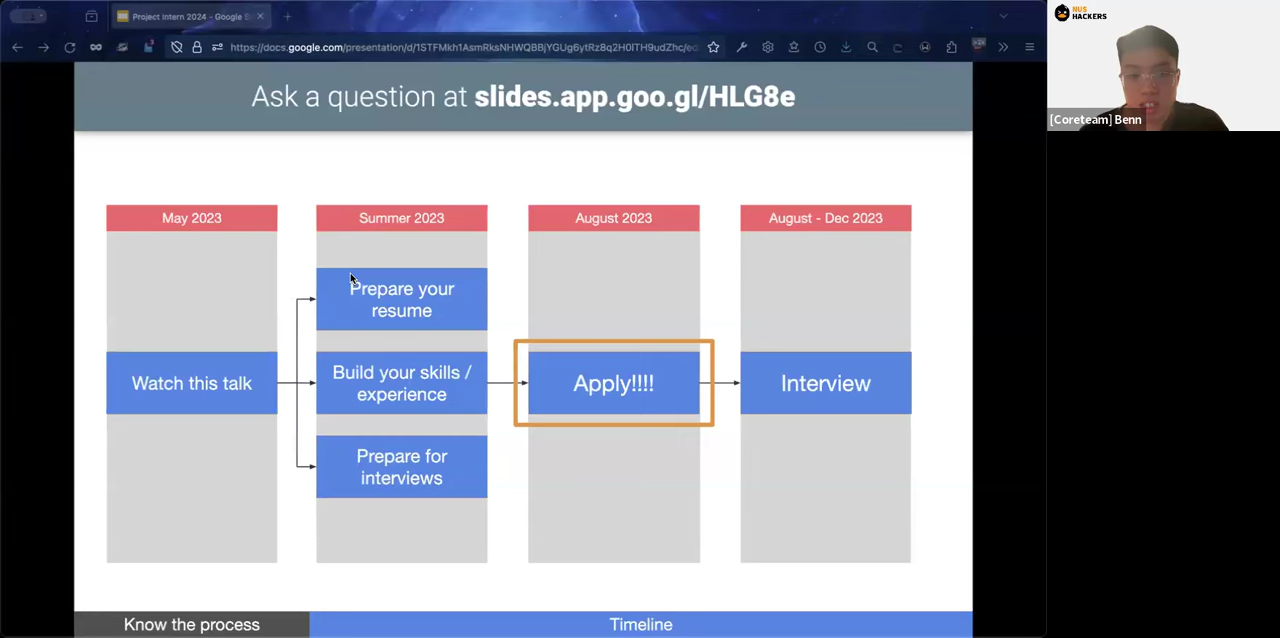 Project Intern 2024 - Google S
https://docs.google.com/presentation/d/1STFMkh1AsmRksNHWQBBjYGUg6ytRz8q2H0lTH9udZhc/ed
NUS
HACKERS
[Coreteam] Benn
Ask a question at slides.app.goo.gl/HLG8e
May 2023
Summer 2023
August 2023
August - Dec 2023
Prepare your
resume
Watch this talk
Build your skills /
experience
Apply!!!!
Interview
Prepare for
interviews
Know the process
Timeline